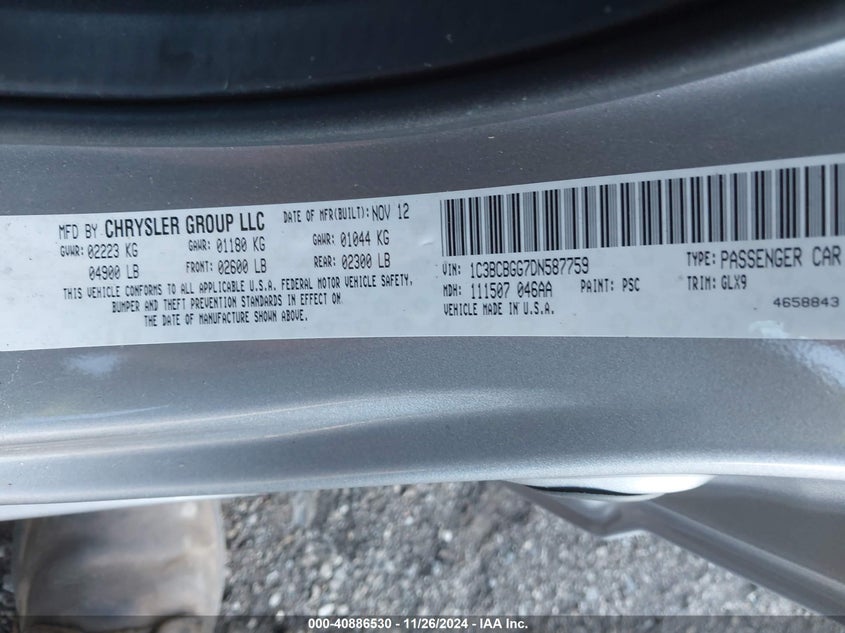 MFD BY CHRYSLER GROUP LLC DATE OF MFR(BUILT): NOV 12
GVWR: 02223 KG GAWR: 01180 KG GAWR: 01044 KG
04900 LB FRONT: 02600 LB REAR: 02300 LB
THIS VEHICLE CONFORMS TO ALL APPLICABLE U.S.A. FEDERAL MOTOR VEHICLE SAFETY,
BUMPER AND THEFT PREVENTION STANDARDS IN EFFECT ON
THE DATE OF MANUFACTURE SHOWN ABOVE.
VIN: 1C3BCBGG7DN587759 TYPE: PASSENGER CAR
MDH: 111507 046AA PAINT: PSC TRIM: GLX9
VEHICLE MADE IN U.S.A. 4658843
000-40886530 - 11/26/2024 - IAA Inc.